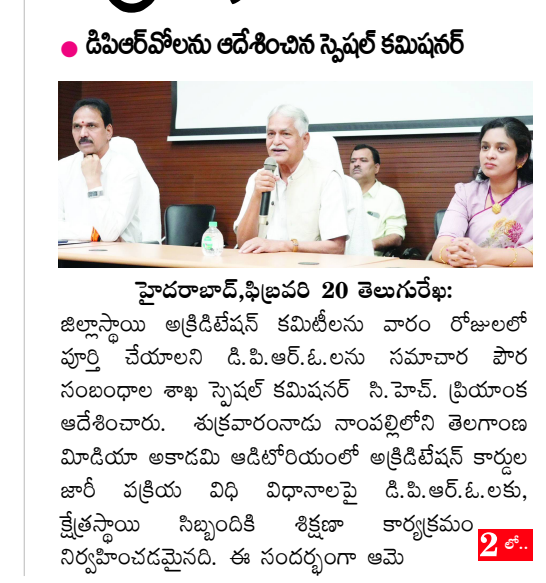 ● డిపిఆర్‌వోలను ఆదేశించిన స్పెషల్ కమిషనర్
హైదరాబాద్,ఫిబ్రవరి 20 తెలుగురేఖ:
జిల్లాస్థాయి అక్రిడిటేషన్ కమిటీలను వారం రోజులలో
పూర్తి చేయాలని డి.పి.ఆర్.ఓ.లను సమాచార పౌర
సంబంధాల శాఖ స్పెషల్ కమిషనర్ సి.హెచ్. ప్రియాంక
ఆదేశించారు. శుక్రవారంనాడు నాంపల్లిలోని తెలగాణ
మీడియా అకాడమి ఆడిటోరియంలో అక్రిడిటేషన్ కార్డుల
జారీ పక్రియ విధి విధానాలపై డి.పి.ఆర్.ఓ.లకు,
క్షేత్రస్థాయి సిబ్బందికి శిక్షణా కార్యక్రమం
నిర్వహించడమైనది. ఈ సందర్భంగా ఆమె
2 లో..